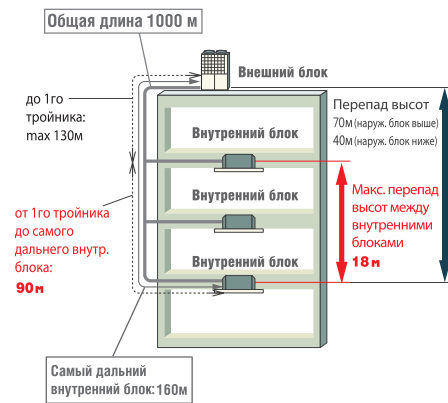 Общая длина 1000 м
Внешний блок
до 1го
тройника:
max 130м
Перепад высот
70м (наруж. блок выше)
40м (наруж. блок ниже)
Внутренний блок
Внутренний блок
Внутренний блок
Макс. перепад
высот между
внутренними
блоками
18 м
от 1го тройника
до самого
дальнего внутр.
блока:
90м
Самый дальний
внутренний блок:160м